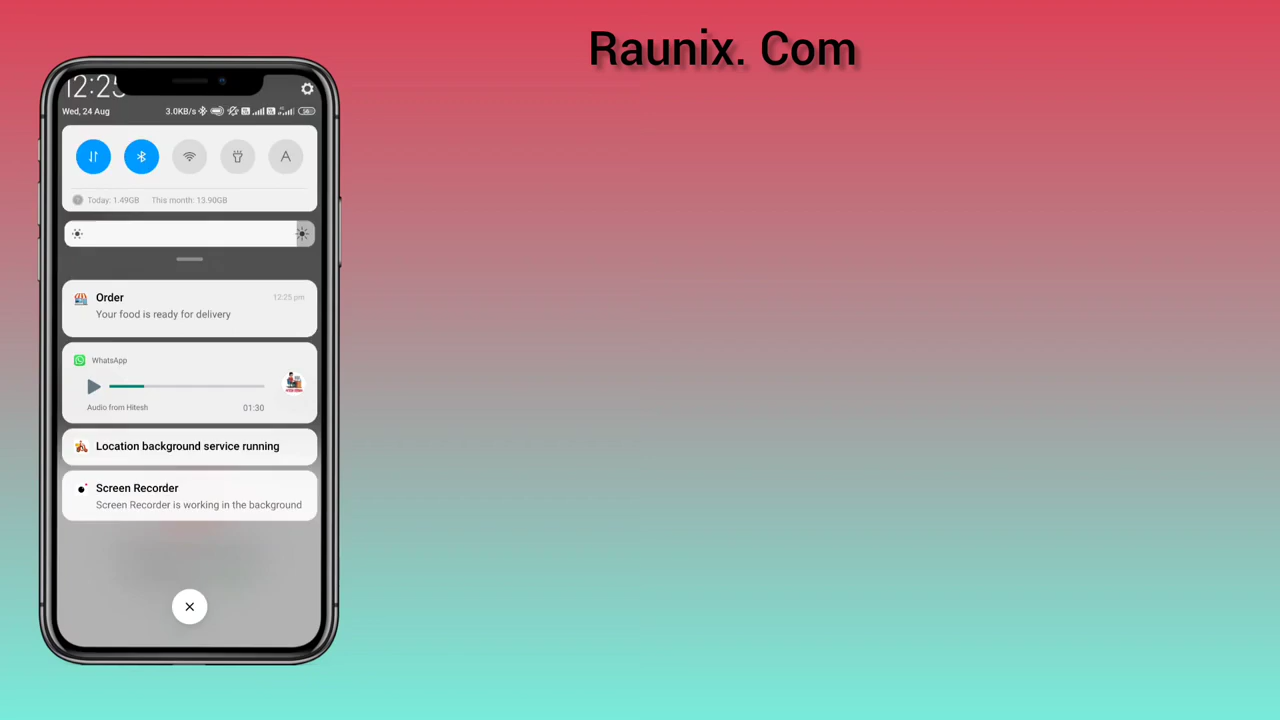 Raunix. Com
12:25
Wed, 24 Aug
3.0KB/s
Today: 1.49GB This month: 13.90GB
Order 12:25 pm
Your food is ready for delivery
WhatsApp
Audio from Hitesh 01:30
Location background service running
Screen Recorder
Screen Recorder is working in the background